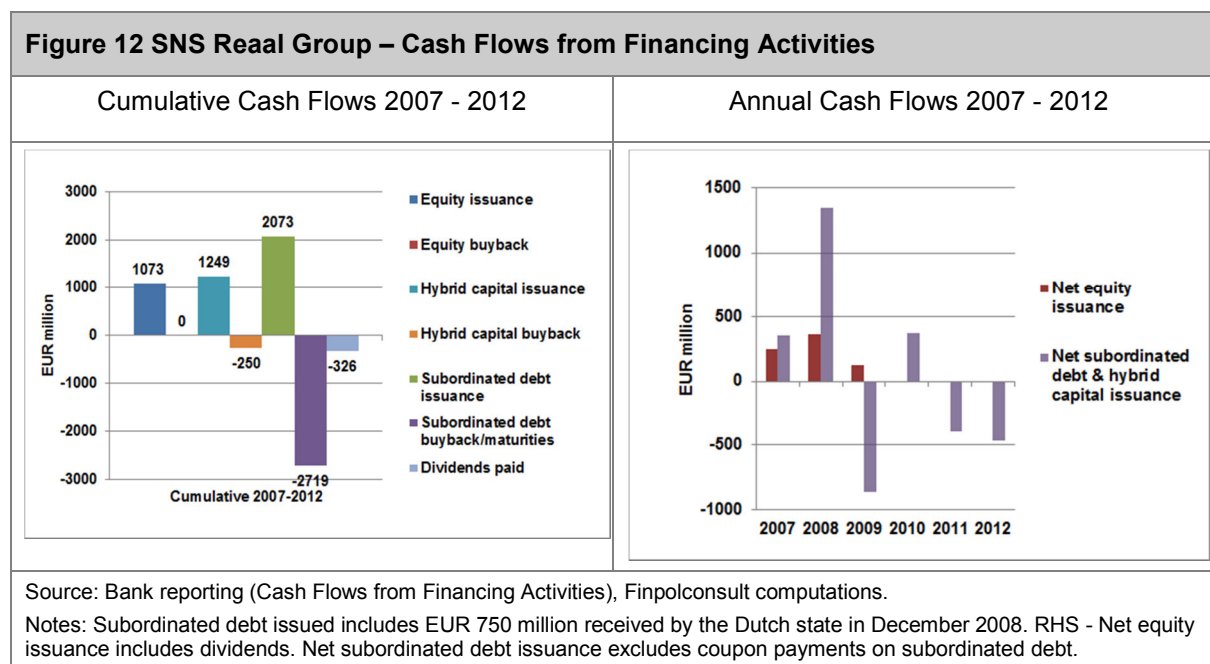 Figure 12 SNS Reaal Group – Cash Flows from Financing Activities
Cumulative Cash Flows 2007 - 2012
Annual Cash Flows 2007 - 2012
3000
2000
1000
0
-1000
-2000
-3000
EUR million
1073
0
1249
-250
2073
-2719
-326
Cumulative 2007-2012
Equity issuance
Equity buyback
Hybrid capital issuance
Hybrid capital buyback
Subordinated debt
issuance
Subordinated debt
buyback/maturities
Dividends paid
1500
1000
500
0
-500
-1000
EUR million
2007 2008 2009 2010 2011 2012
Net equity
issuance
Net subordinated
debt & hybrid
capital issuance
Source: Bank reporting (Cash Flows from Financing Activities), Finpolconsult computations.
Notes: Subordinated debt issued includes EUR 750 million received by the Dutch state in December 2008. RHS - Net equity
issuance includes dividends. Net subordinated debt issuance excludes coupon payments on subordinated debt.